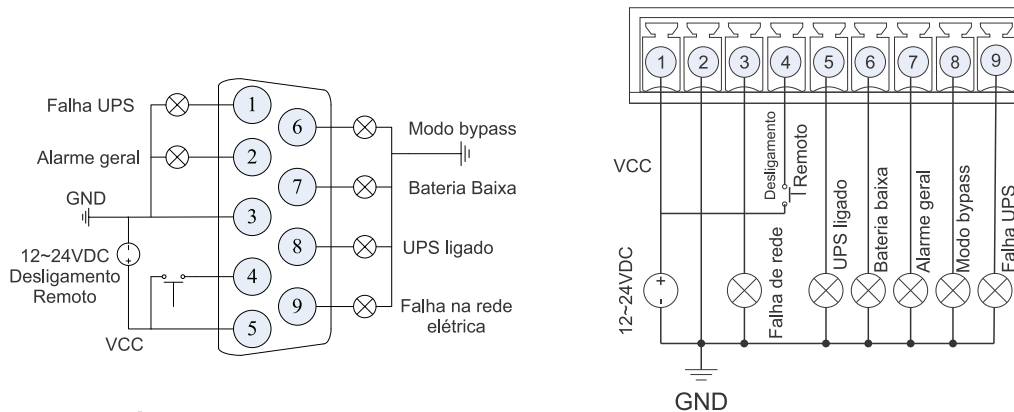 Falha UPS
1
6
Modo bypass
Alarme geral
2
7
Bateria Baixa
GND
3
8
UPS ligado
12~24VDC
Desligamento
Remoto
4
9
Falha na rede
elétrica
VCC
5
1 2 3 4 5 6 7 8 9
VCC
Desligamento
Remoto
12~24VDC
Falha de rede
UPS ligado
Bateria baixa
Alarme geral
Modo bypass
Falha UPS
GND